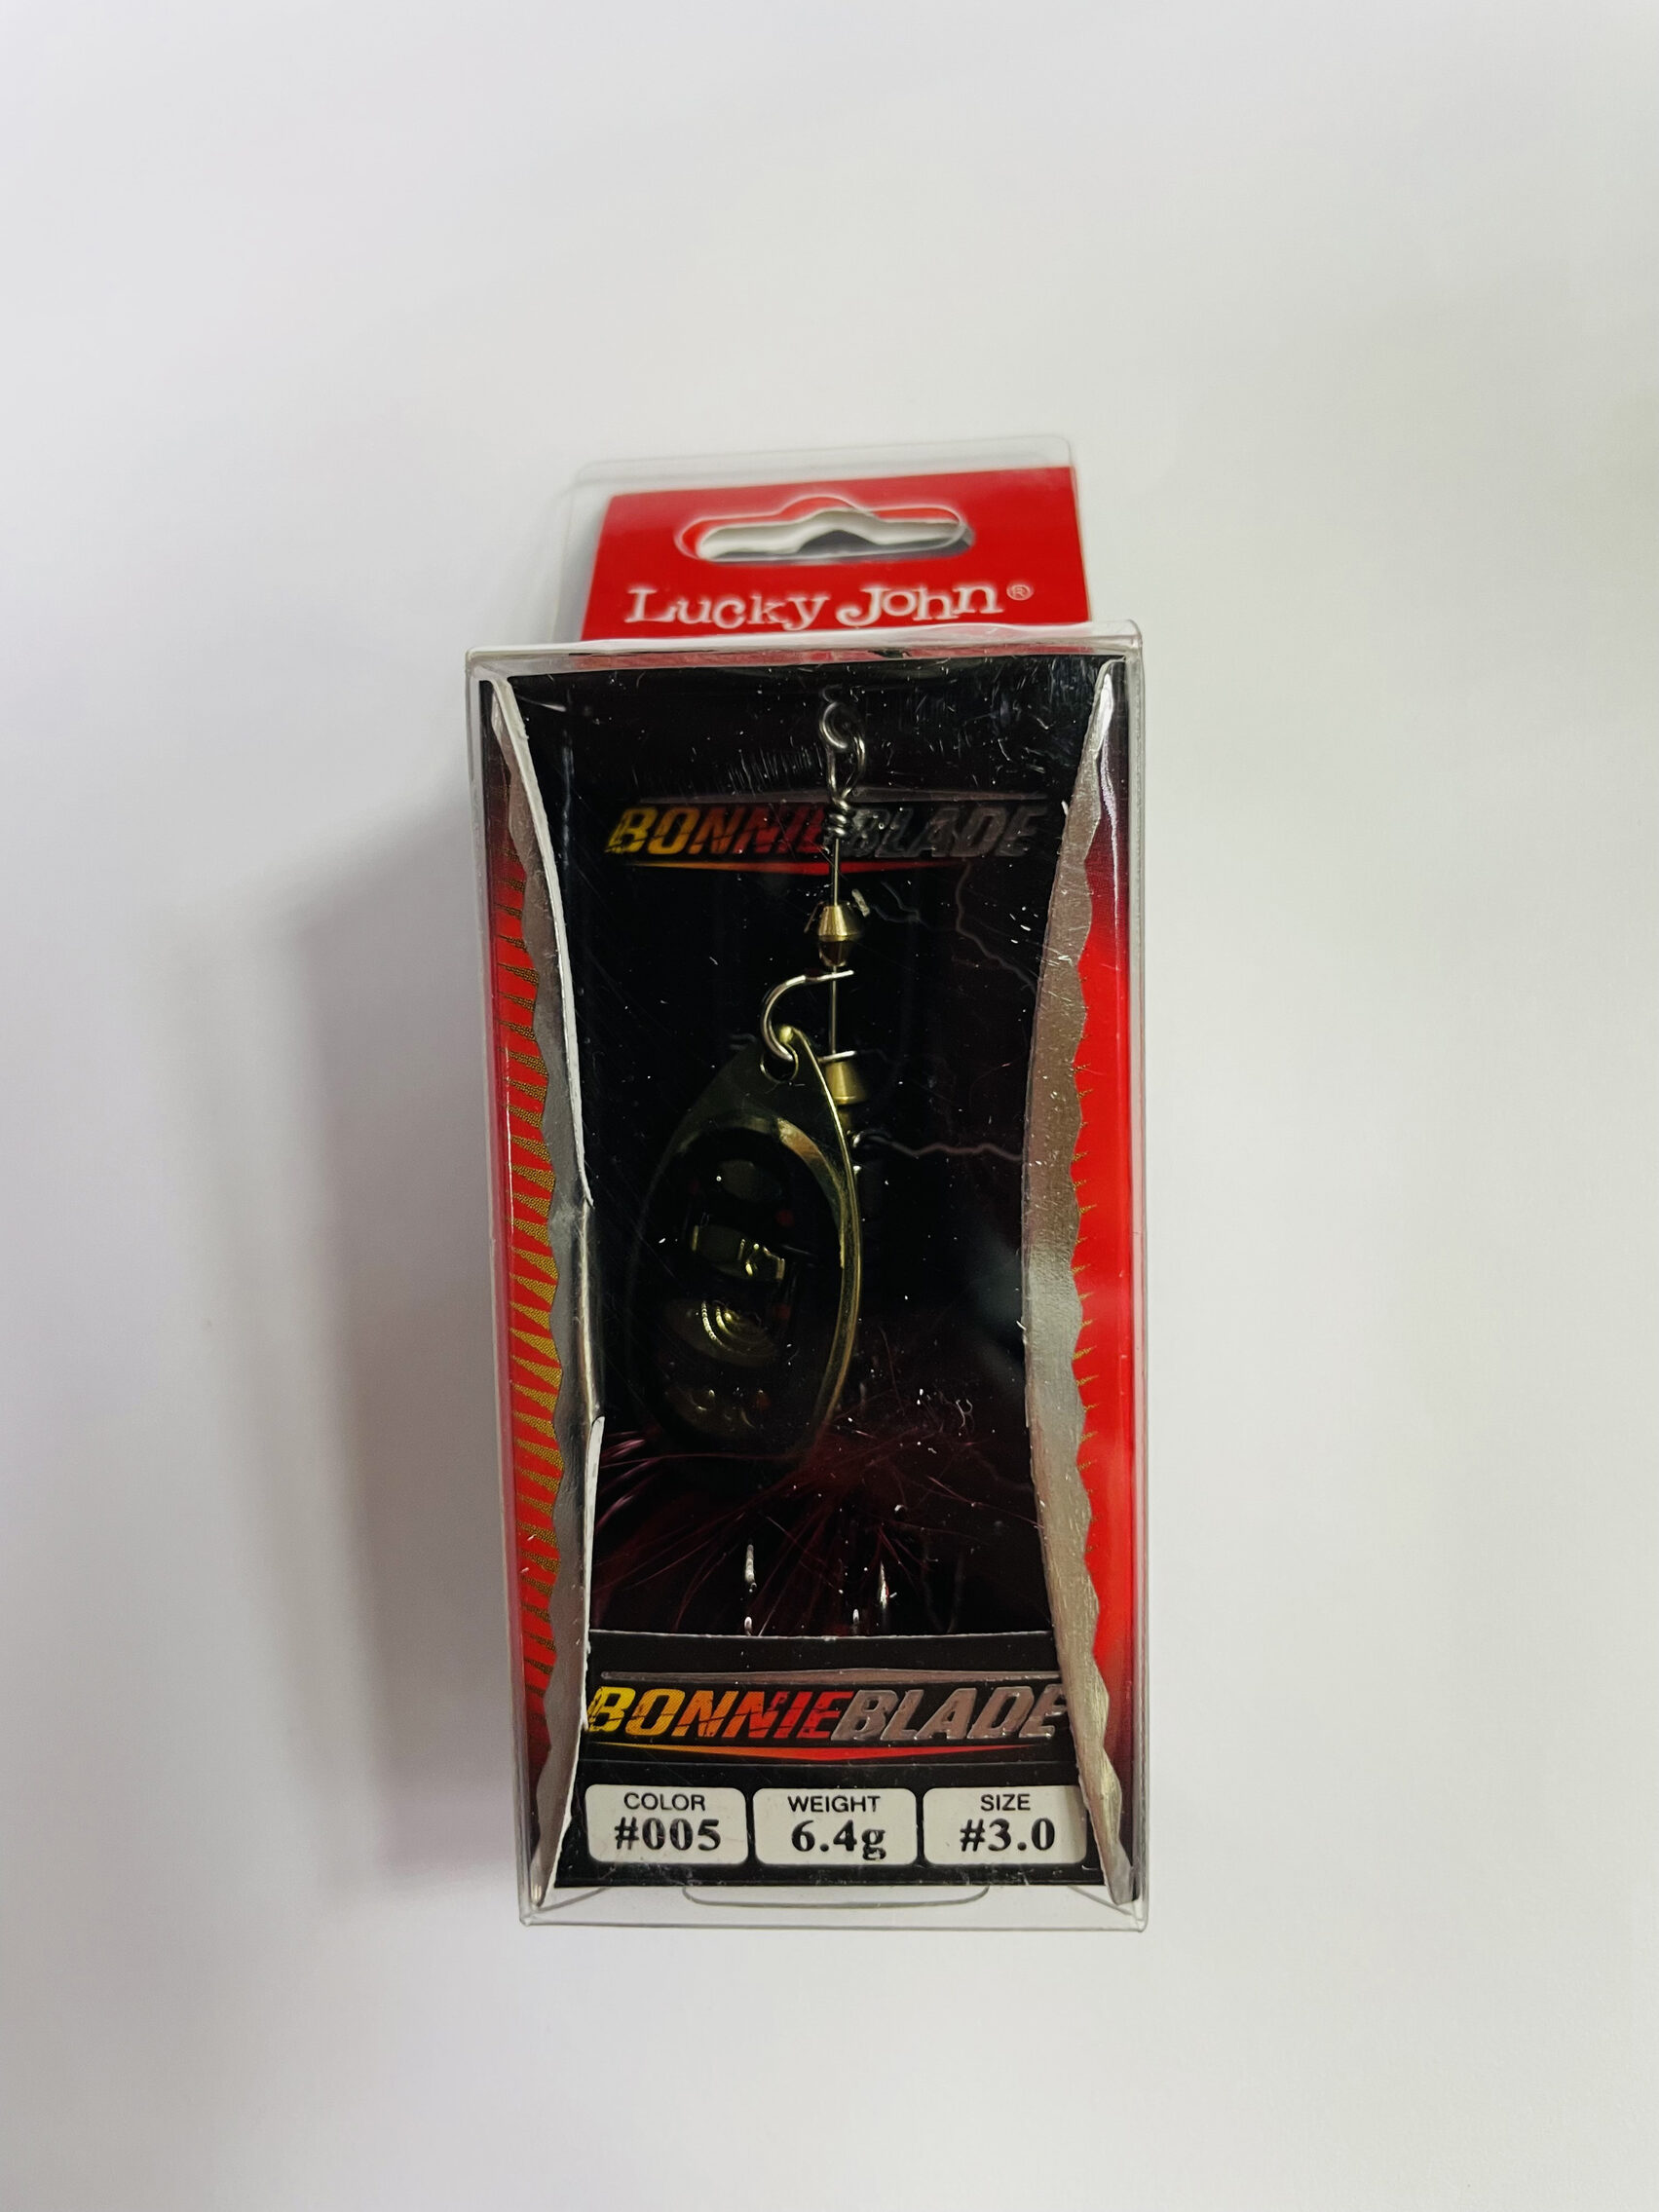 Lucky John®
BONNIEBLADE
BONNIEBLADE
COLOR WEIGHT SIZE
#005 6.4g #3.0